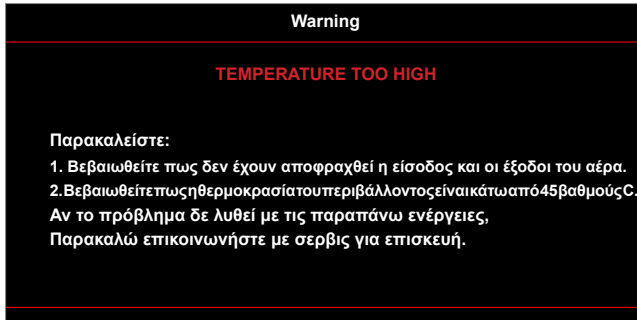 Warning
TEMPERATURE TOO HIGH
Παρακαλείστε:
1. Βεβαιωθείτε πως δεν έχουν αποφραχθεί η είσοδος και οι έξοδοι του αέρα.
2.Βεβαιωθείτεπωςηθερμοκρασίατουπεριβάλλοντοςείναικάτωαπό45βαθμούςC.
Αν το πρόβλημα δε λυθεί με τις παραπάνω ενέργειες,
Παρακαλώ επικοινωνήστε με σερβις για επισκευή.